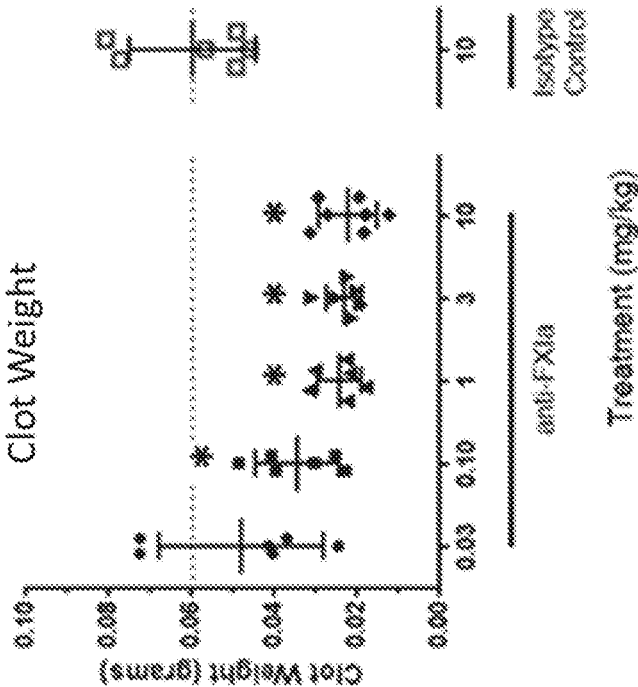 Clot Weight
Clot Weight (grams)
0.10
0.08
0.06
0.04
0.02
0.00
* * * *
0.03 0.10 1 3 10 10
anti-FXIa
Isotype
Control
Treatment (mg/kg)